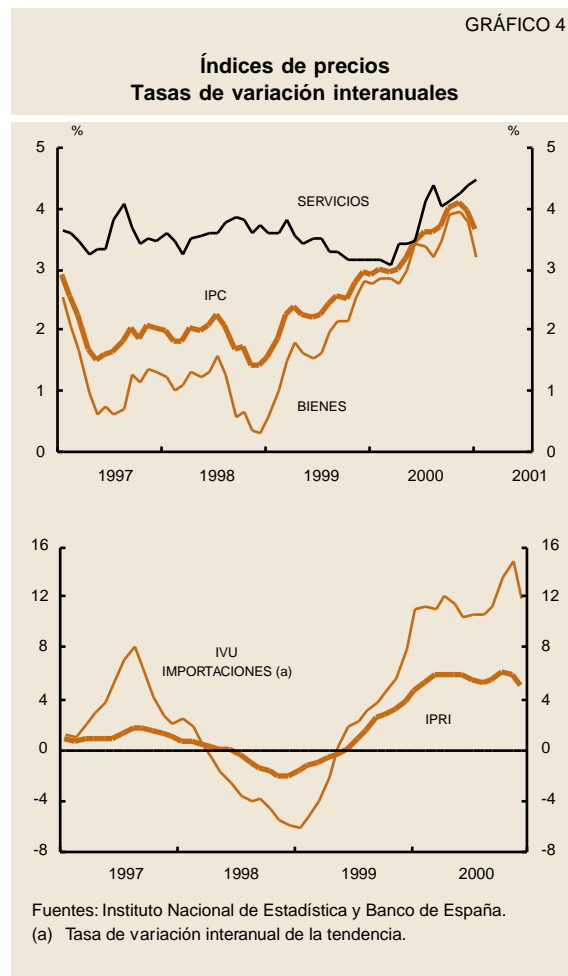 GRÁFICO 4
Índices de precios
Tasas de variación interanuales
% %
5 5
SERVICIOS
4 4
3 3
IPC
2 2
1 1
BIENES
0 0
1997 1998 1999 2000 2001
16 16
12 12
8 8
IVU
IMPORTACIONES (a)
4 4
IPRI
0 0
-4 -4
-8 -8
1997 1998 1999 2000
Fuentes: Instituto Nacional de Estadística y Banco de España.
(a) Tasa de variación interanual de la tendencia.